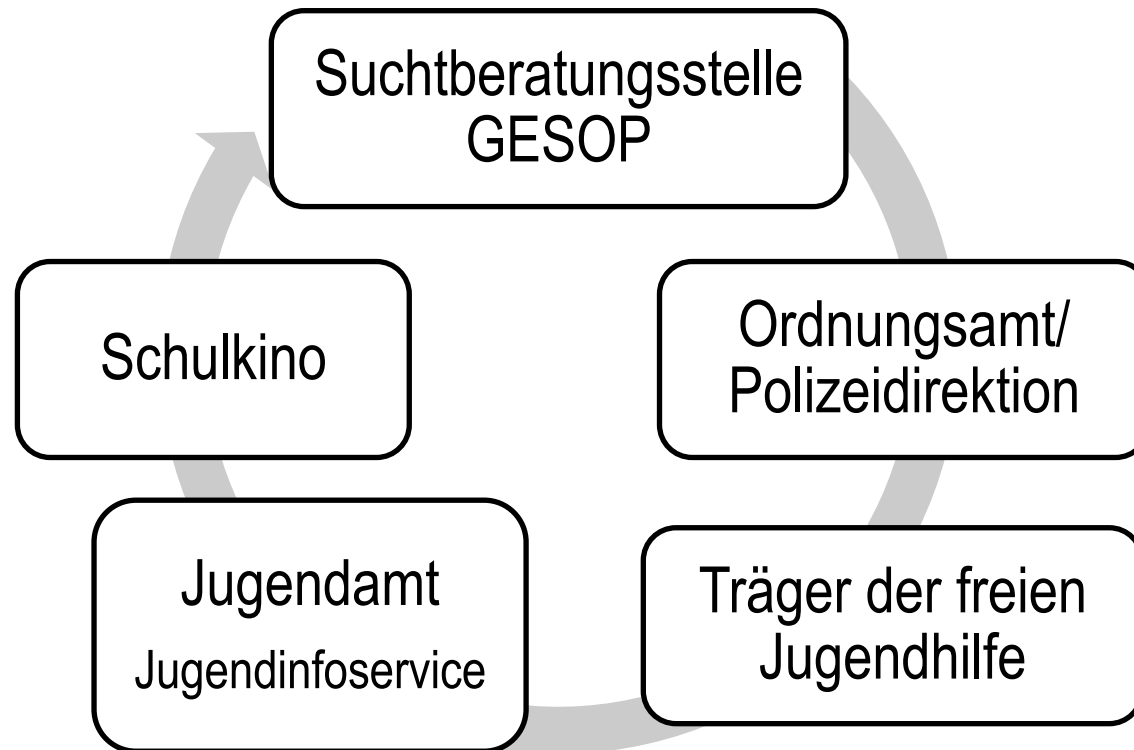 Suchtberatungsstelle
GESOP
Ordnungsamt/
Polizeidirektion
Träger der freien
Jugendhilfe
Jugendamt
Jugendinfoservice
Schulkino